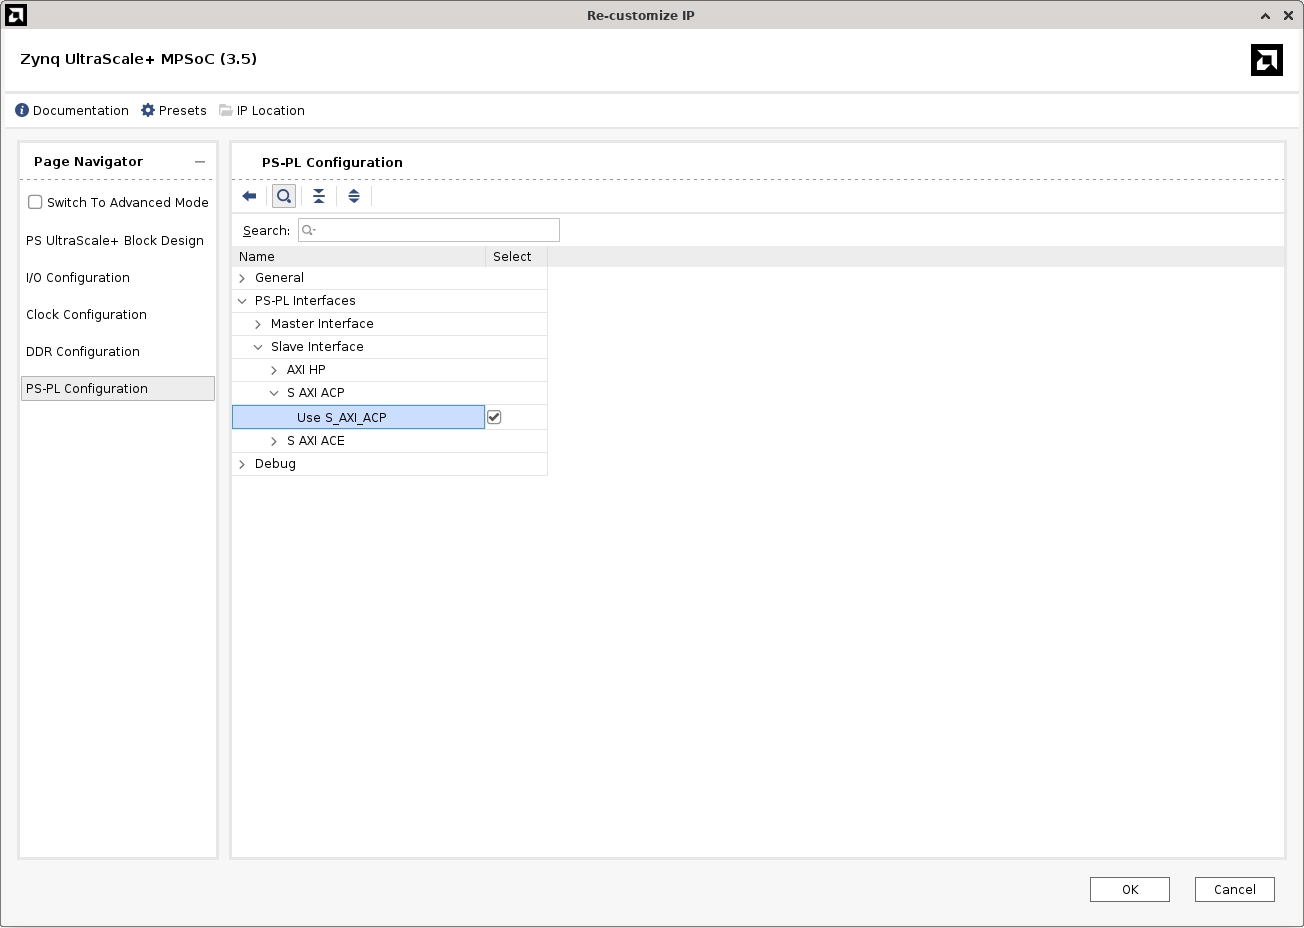 Re-customize IP
Zynq UltraScale+ MPSoC (3.5)
Documentation Presets IP Location
Page Navigator
Switch To Advanced Mode
PS UltraScale+ Block Design
I/O Configuration
Clock Configuration
DDR Configuration
PS-PL Configuration
PS-PL Configuration
Search:
Name Select
General
PS-PL Interfaces
Master Interface
Slave Interface
AXI HP
S AXI ACP
Use S_AXI_ACP
S AXI ACE
Debug
OK Cancel